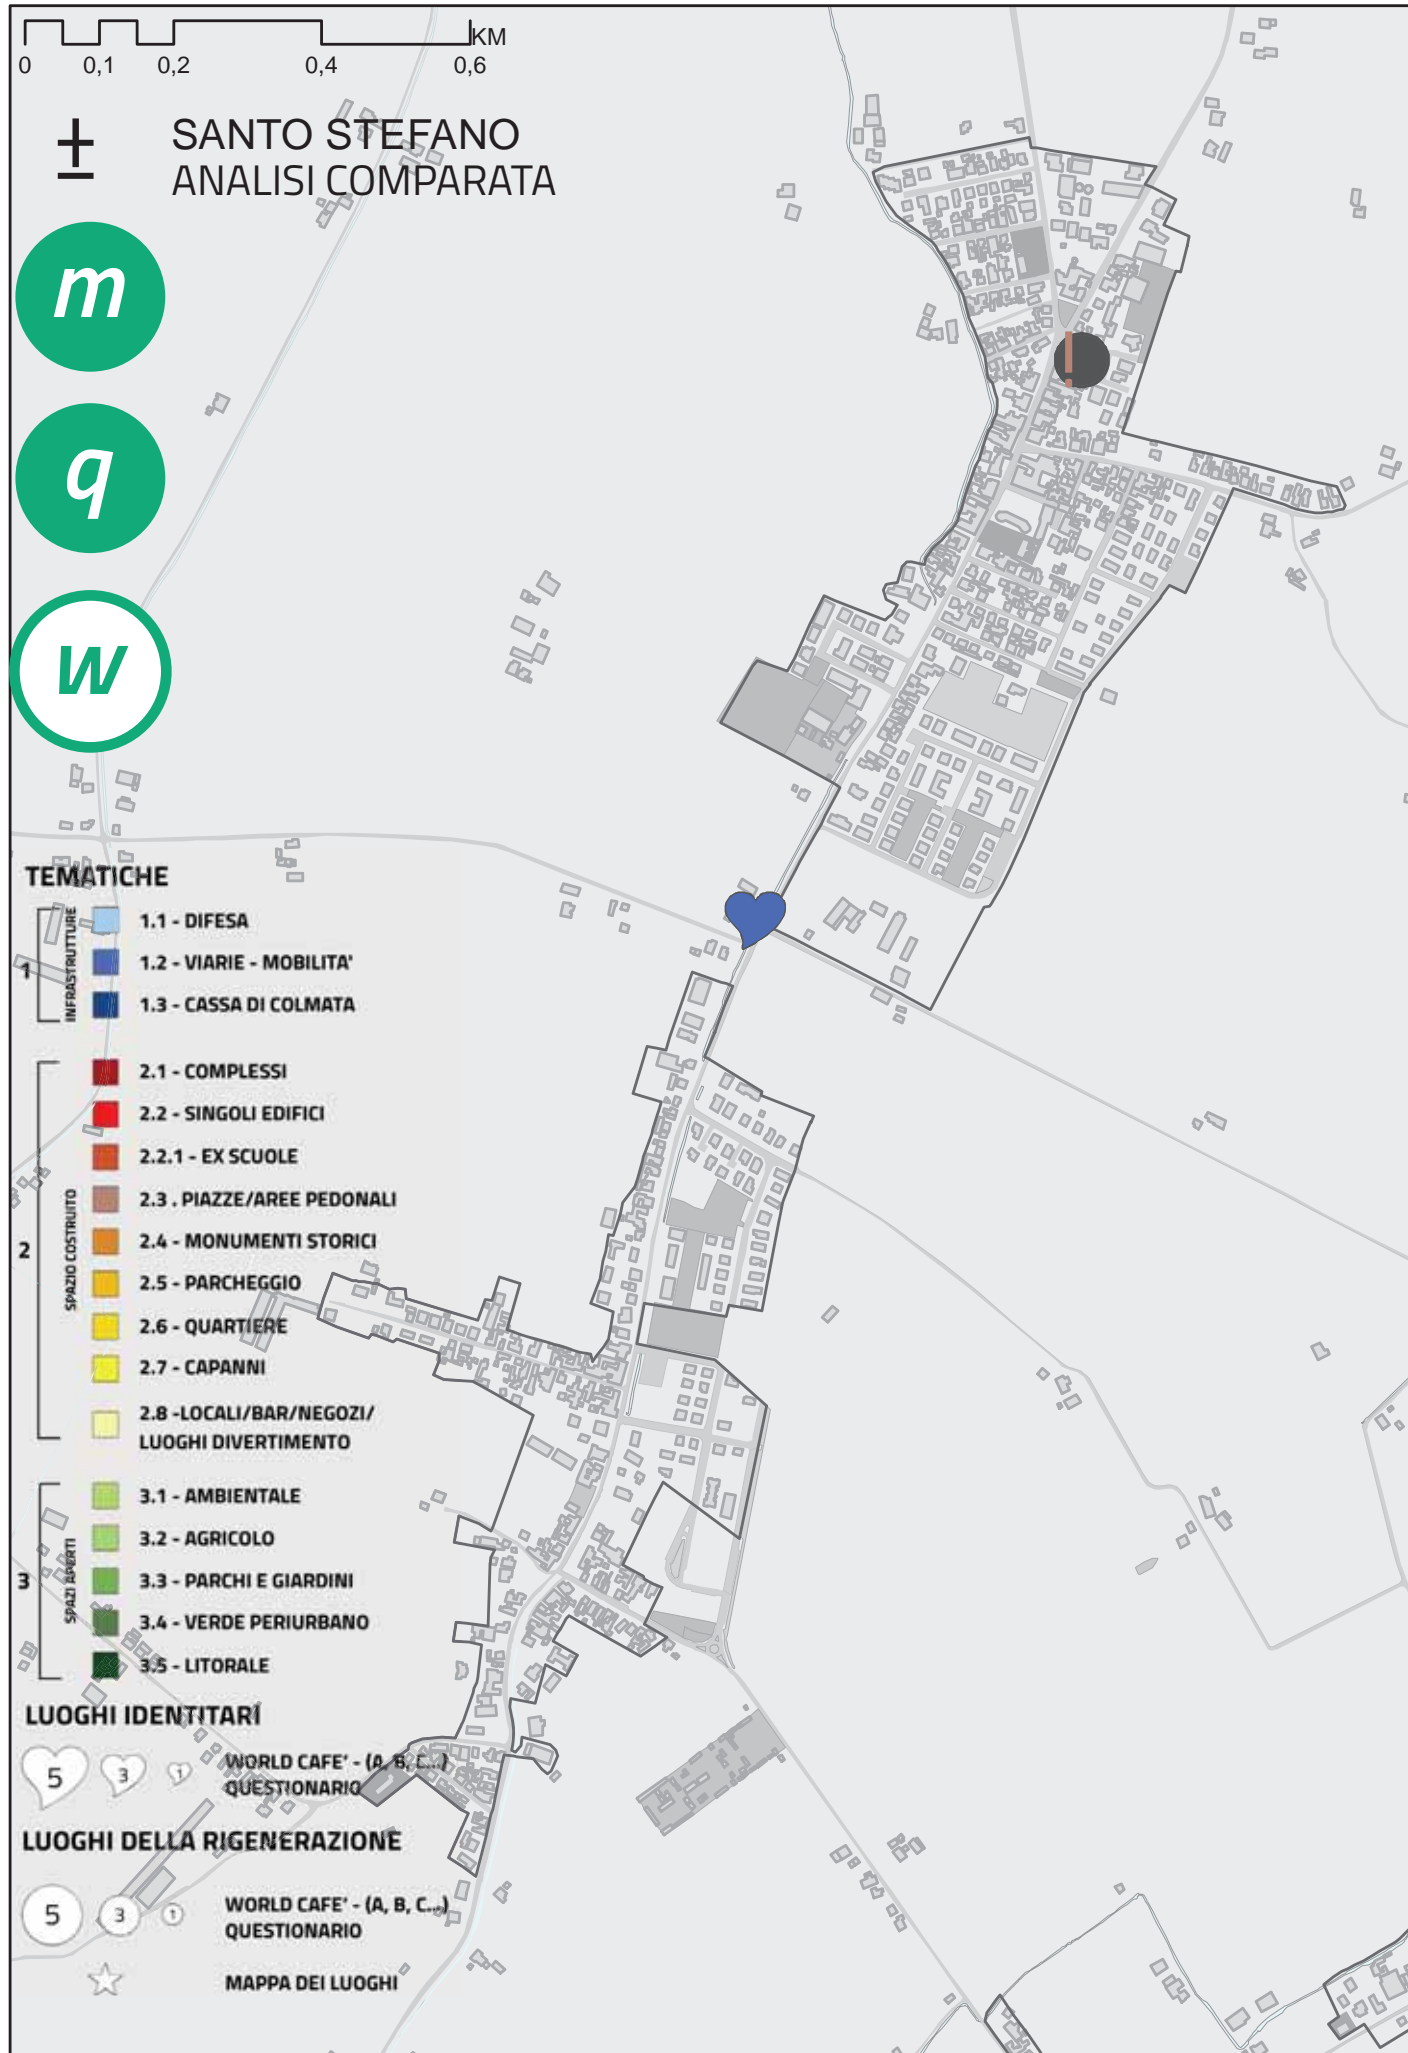 KM
0 0,1 0,2 0,4 0,6
SANTO STEFANO
ANALISI COMPARATA
m
q
w
TEMATICHE
1
INFRASTRUTTURE
1.1 - DIFESA
1.2 - VIARIE - MOBILITA'
1.3 - CASSA DI COLMATA
2
SPAZIO COSTRUITO
2.1 - COMPLESSI
2.2 - SINGOLI EDIFICI
2.2.1 - EX SCUOLE
2.3 . PIAZZE/AREE PEDONALI
2.4 - MONUMENTI STORICI
2.5 - PARCHEGGIO
2.6 - QUARTIERE
2.7 - CAPANNI
2.8 -LOCALI/BAR/NEGOZI/
LUOGHI DIVERTIMENTO
3
SPAZI APERTI
3.1 - AMBIENTALE
3.2 - AGRICOLO
3.3 - PARCHI E GIARDINI
3.4 - VERDE PERIURBANO
3.5 - LITORALE
LUOGHI IDENTITARI
5 3 1
WORLD CAFE' - (A, B, C...)
QUESTIONARIO
LUOGHI DELLA RIGENERAZIONE
5 3 1
WORLD CAFE' - (A, B, C...)
QUESTIONARIO
MAPPA DEI LUOGHI